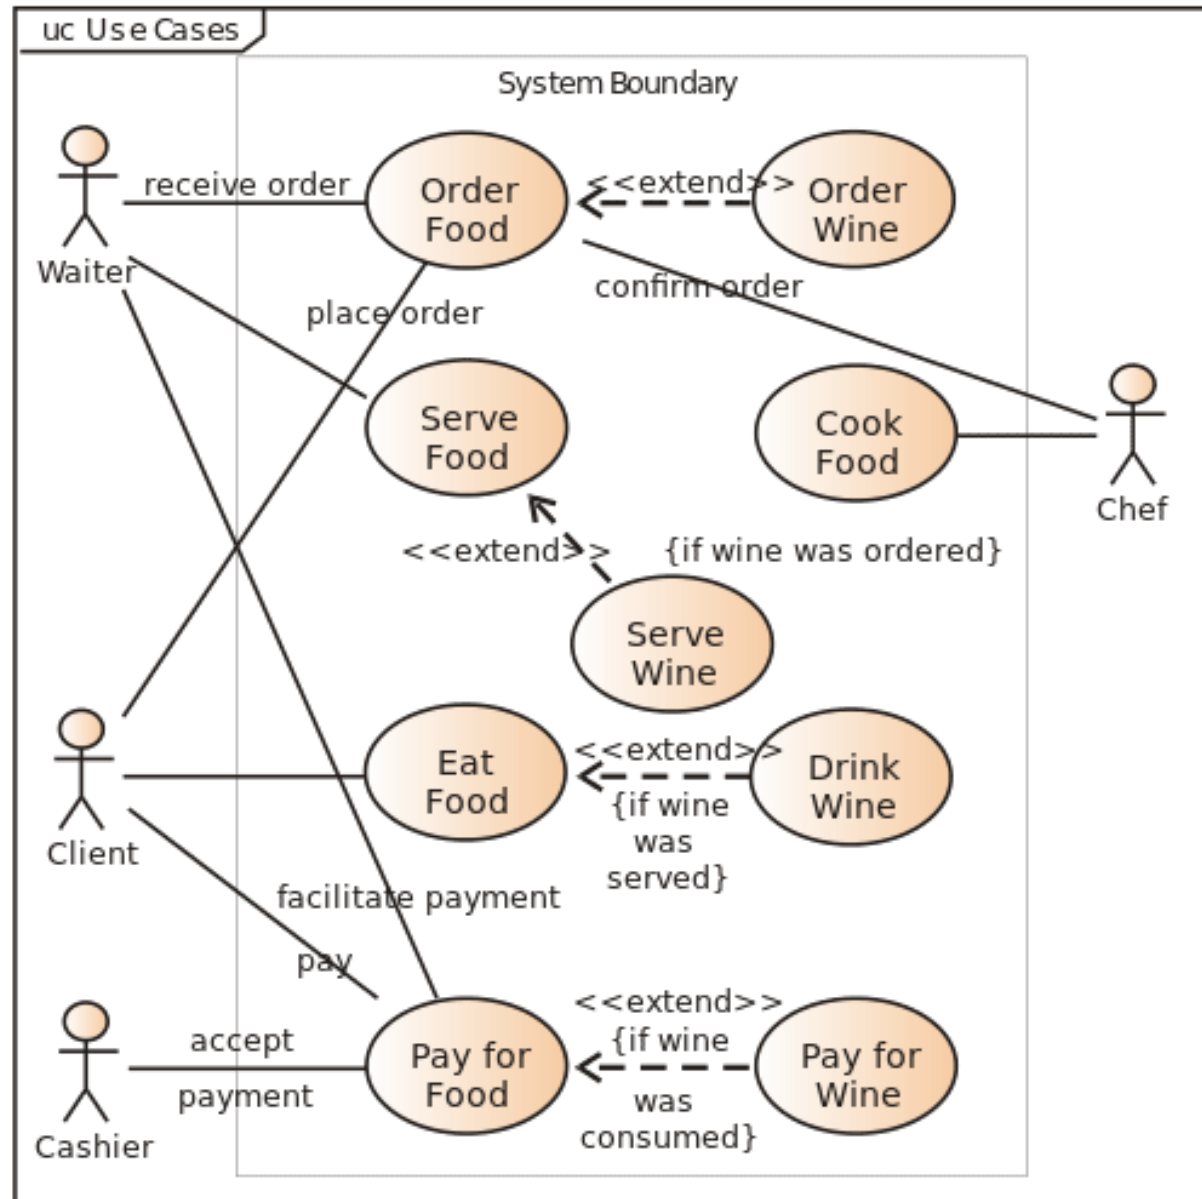 uc Use Cases
System Boundary
receive order
Order
Food
<<extend>>
Order
Wine
Waiter
confirm order
place order
Serve
Food
Cook
Food
Chef
<<extend>>
{if wine was ordered}
Serve
Wine
Client
Eat
Food
<<extend>>
{if wine
was
served}
Drink
Wine
facilitate payment
pay
accept
payment
Cashier
Pay for
Food
<<extend>>
{if wine
was
consumed}
Pay for
Wine